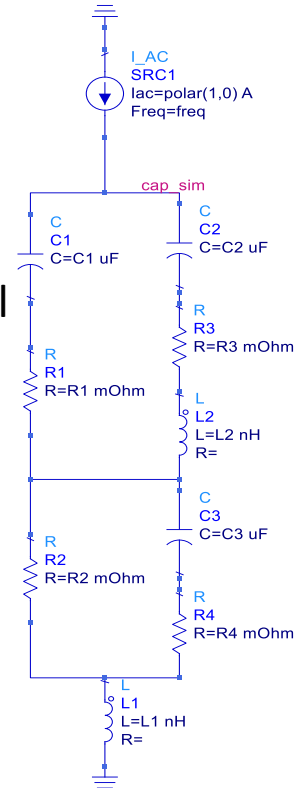 I_AC
SRC1
Iac=polar(1,0) A
Freq=freq
cap_sim
C
C1
C=C1 uF
C
C2
C=C2 uF
R
R3
R=R3 mOhm
R
R1
R=R1 mOhm
L
L2
L=L2 nH
R=
C
C3
C=C3 uF
R
R2
R=R2 mOhm
R
R4
R=R4 mOhm
L
L1
L=L1 nH
R=